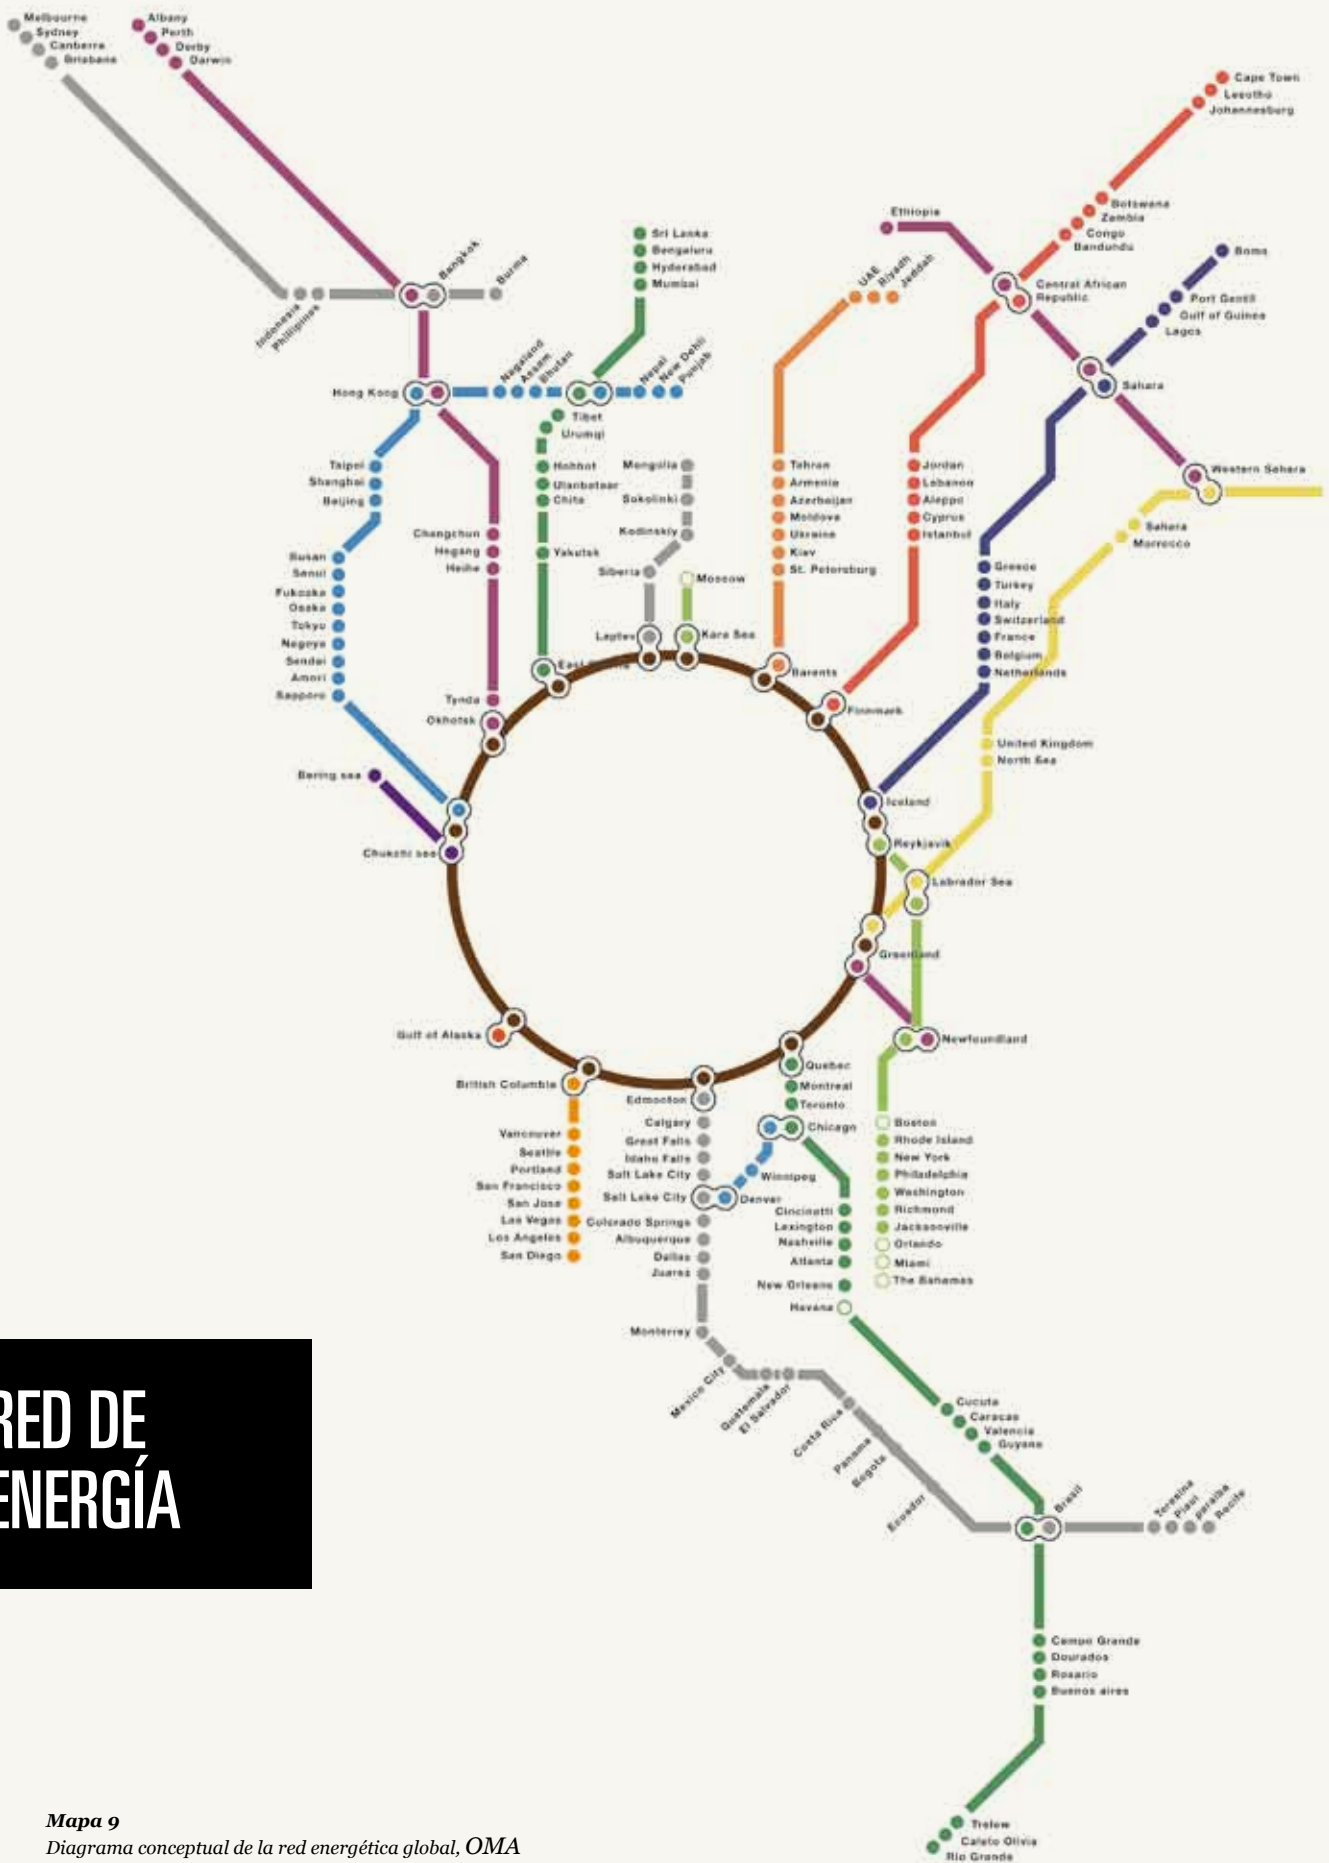 Melbourne
Sydney
Canberra
Brisbane
Albany
Perth
Derby
Darwin
Cape Town
Lesotho
Johannesburg
Botswana
Zambia
Congo
Bandundu
Ethiopia
Central African
Republic
Boma
Port Gentil
Gulf of Guinea
Lagos
Sahara
Western Sahara
Sahara
Morrocco
Bangkok
Burma
Indonesia
Phillipines
Sri Lanka
Bengaluru
Hyderabad
Mumbai
UAE
Riyadh
Jeddah
Hong Kong
Nagaland
Assam
Bhutan
Nepal
New Dehli
Punjab
Tibet
Urumqi
Taipei
Shanghai
Beijing
Hohhot
Ulanbataar
Chita
Yakutsk
Mongolia
Sokolinki
Kodinskiy
Siberia
Laptev
Moscow
Kara Sea
Tehran
Armenia
Azerbaijan
Moldova
Ukraine
Kiev
St. Petersburg
Jordan
Lebanon
Aleppo
Cyprus
Istanbul
Changchun
Hegang
Heihe
Busan
Seoul
Fukuoka
Osaka
Tokyo
Nagoya
Sendai
Amori
Sapporo
Greece
Turkey
Italy
Switzerland
France
Belgium
Netherlands
Tynda
Okhotsk
East
Barents
Finnmark
United Kingdom
North Sea
Bering sea
Chukchi sea
Iceland
Reykjavik
Labrador Sea
Greenland
Newfoundland
Gulf of Alaska
British Columbia
Edmonton
Quebec
Montreal
Toronto
Chicago
Winnipeg
Denver
Vancouver
Seattle
Portland
San Francisco
San Jose
Las Vegas
Los Angeles
San Diego
Calgary
Great Falls
Idaho Falls
Salt Lake City
Salt Lake City
Colorado Springs
Albuquerque
Dallas
Juarez
Monterrey
Mexico City
Guatemala
El Salvador
Costa Rica
Panama
Bogota
Ecuador
Cincinatti
Lexington
Nashville
Atlanta
New Orleans
Havana
Boston
Rhode Island
New York
Philadelphia
Washington
Richmond
Jacksonville
Orlando
Miami
The Bahamas
Cucuta
Caracas
Valencia
Guyana
Brasil
Teresina
Piaui
paraiba
Recife
Campo Grande
Dourados
Rosario
Buenos aires
Trelew
Caleto Olivia
Rio Grande
RED DE
ENERGÍA
Mapa 9
Diagrama conceptual de la red energética global, OMA